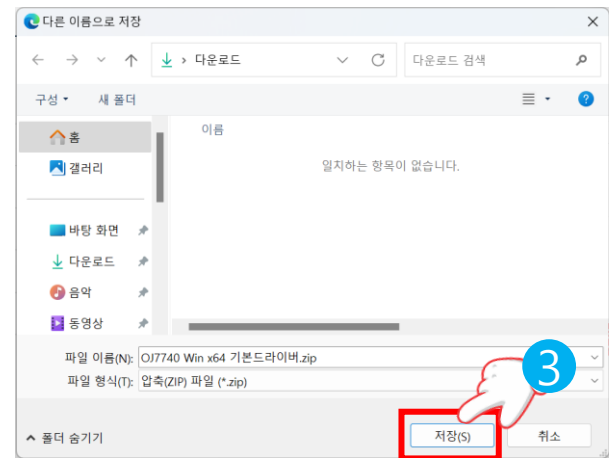 다른 이름으로 저장
다운로드
다운로드 검색
구성
새 폴더
홈
갤러리
바탕 화면
다운로드
음악
동영상
이름
일치하는 항목이 없습니다.
파일 이름(N): OJ7740 Win x64 기본드라이버.zip
파일 형식(T): 압축(ZIP) 파일 (*.zip)
3
폴더 숨기기
저장(S)
취소